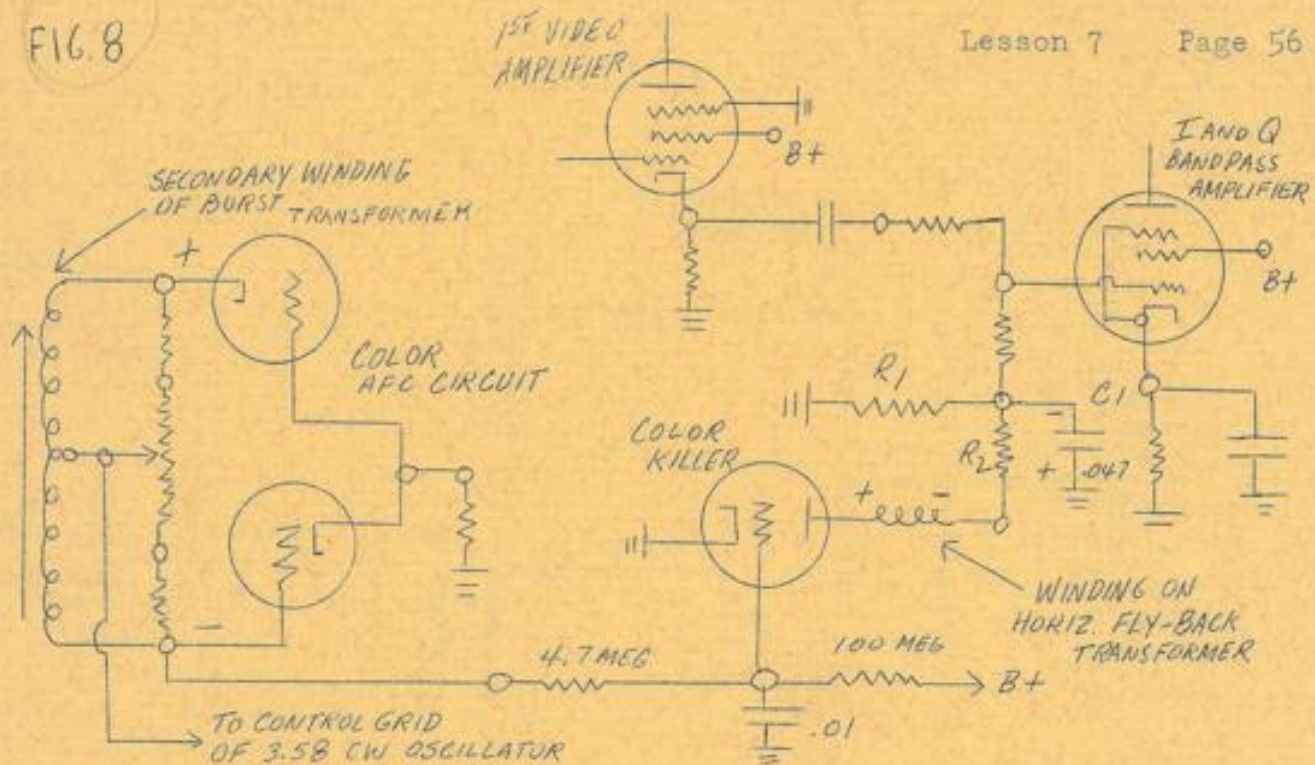 FIG. 8
Lesson 7 Page 56
1ST VIDEO
AMPLIFIER
B+
I AND Q
BANDPASS
AMPLIFIER
B+
SECONDARY WINDING
OF BURST TRANSFORMER
+
COLOR
AFC CIRCUIT
-
R1
C1
COLOR
KILLER
R2
-
+ .047
+ -
WINDING ON
HORIZ. FLY-BACK
TRANSFORMER
4.7 MEG
100 MEG
B+
.01
TO CONTROL GRID
OF 3.58 CW OSCILLATOR